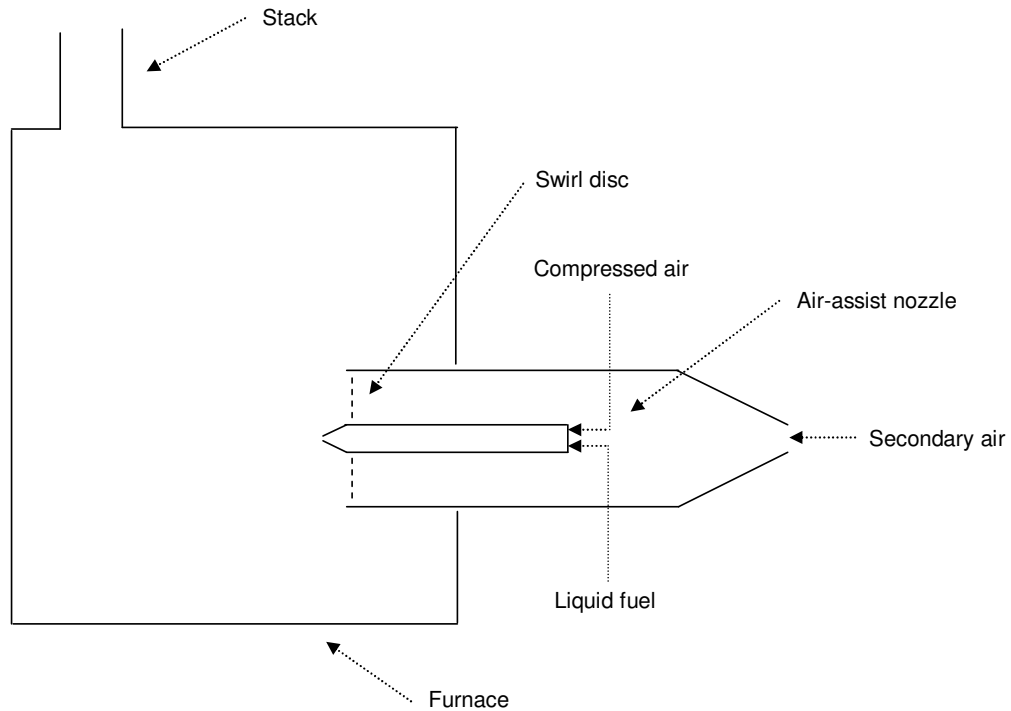 Stack
Swirl disc
Compressed air
Air-assist nozzle
Secondary air
Liquid fuel
Furnace